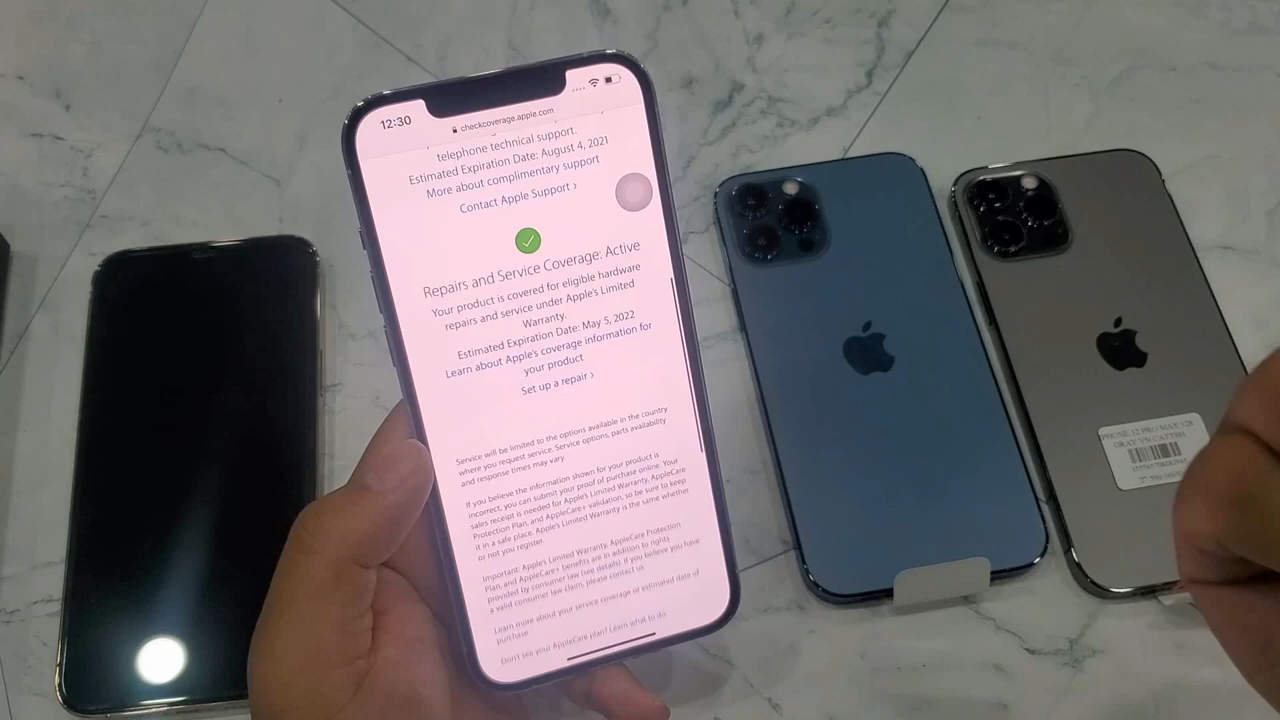 12:30
checkcoverage.apple.com
telephone technical support.
Estimated Expiration Date: August 4, 2021
More about complimentary support
Contact Apple Support ›
Repairs and Service Coverage: Active
Your product is covered for eligible hardware
repairs and service under Apple's Limited
Warranty.
Estimated Expiration Date: May 5, 2022
Learn about Apple's coverage information for
your product
Set up a repair ›
Service will be limited to the options available in the country
where you request service. Service options, parts availability
and response times may vary.
If you believe the information shown for your product is
incorrect, you can submit your proof of purchase online. Your
sales receipt is needed for Apple's Limited Warranty, AppleCare
Protection Plan, and AppleCare+ validation, so be sure to keep
it in a safe place. Apple's Limited Warranty is the same whether
or not you register.
Important: Apple's Limited Warranty, AppleCare Protection
Plan, and AppleCare+ benefits are in addition to rights
provided by consumer law (see details). If you believe you have
a valid consumer law claim, please contact us.
Learn more about your service coverage or estimated date of
purchase
Don't see your AppleCare plan? Learn what to do
PHONE 12 PRO MAX 128
GRAY VN